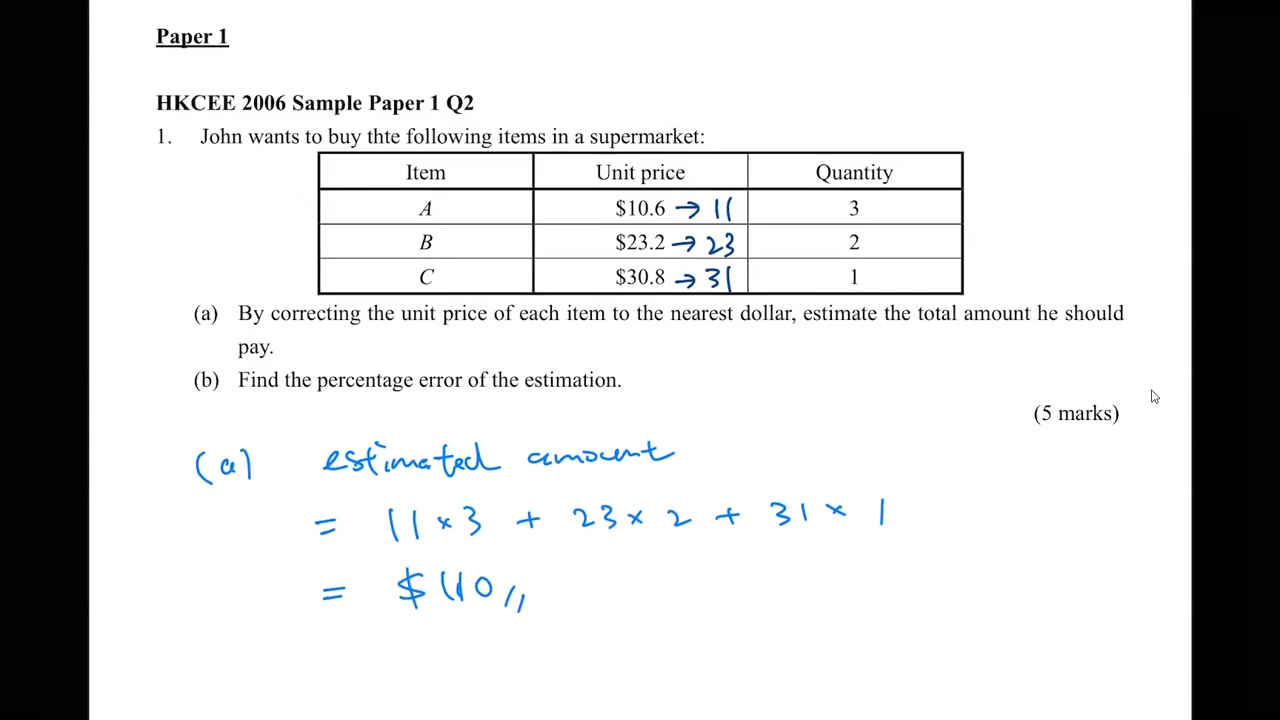 Paper 1
HKCEE 2006 Sample Paper 1 Q2
1. John wants to buy thte following items in a supermarket:
Item Unit price Quantity
A $10.6 → 11 3
B $23.2 → 23 2
C $30.8 → 31 1
(a) By correcting the unit price of each item to the nearest dollar, estimate the total amount he should
pay.
(b) Find the percentage error of the estimation.
(5 marks)
(a) estimated amount
= 11 × 3 + 23 × 2 + 31 × 1
= $110 //